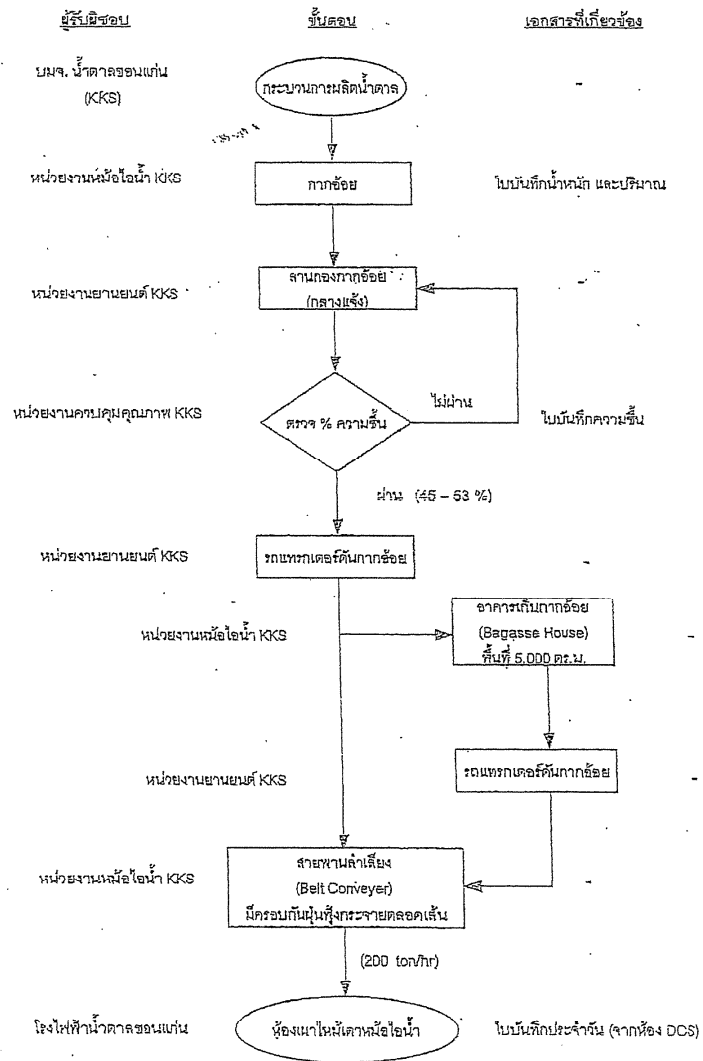 ผู้รับผิชอบ
ขั้นตอน
เอกสารที่เกี่ยวข้อง
บมจ. น้ำตาลขอนแก่น
(KKS)
กระบวนการผลิตน้ำตาล
-
หน่วยงานหม้อไอน้ำ KKS
กากอ้อย
ใบบันทึกน้ำหนัก และปริมาณ
หน่วยงานยานยนต์ KKS
ลานกองกากอ้อย
(กลางแจ้ง)
-
หน่วยงานควบคุมคุณภาพ KKS
ตรวจ % ความชื้น
ไม่ผ่าน
ใบบันทึกความชื้น
ผ่าน (45 – 53 %)
หน่วยงานยานยนต์ KKS
รถแทรกเตอร์ดันกากอ้อย
หน่วยงานหม้อไอน้ำ KKS
อาคารเก็บกากอ้อย
(Bagasse House)
พื้นที่ 5,000 ตร.ม.
-
หน่วยงานยานยนต์ KKS
รถแทรกเตอร์ดันกากอ้อย
-
หน่วยงานหม้อไอน้ำ KKS
สายพานลำเลียง
(Belt Conveyer)
มีครอบกันฝุ่นฟุ้งกระจายตลอดเส้น
(200 ton/hr)
โรงไฟฟ้าน้ำตาลขอนแก่น
ห้องเผาไหม้เตาหม้อไอน้ำ
ใบบันทึกประจำวัน (จากห้อง DCS)